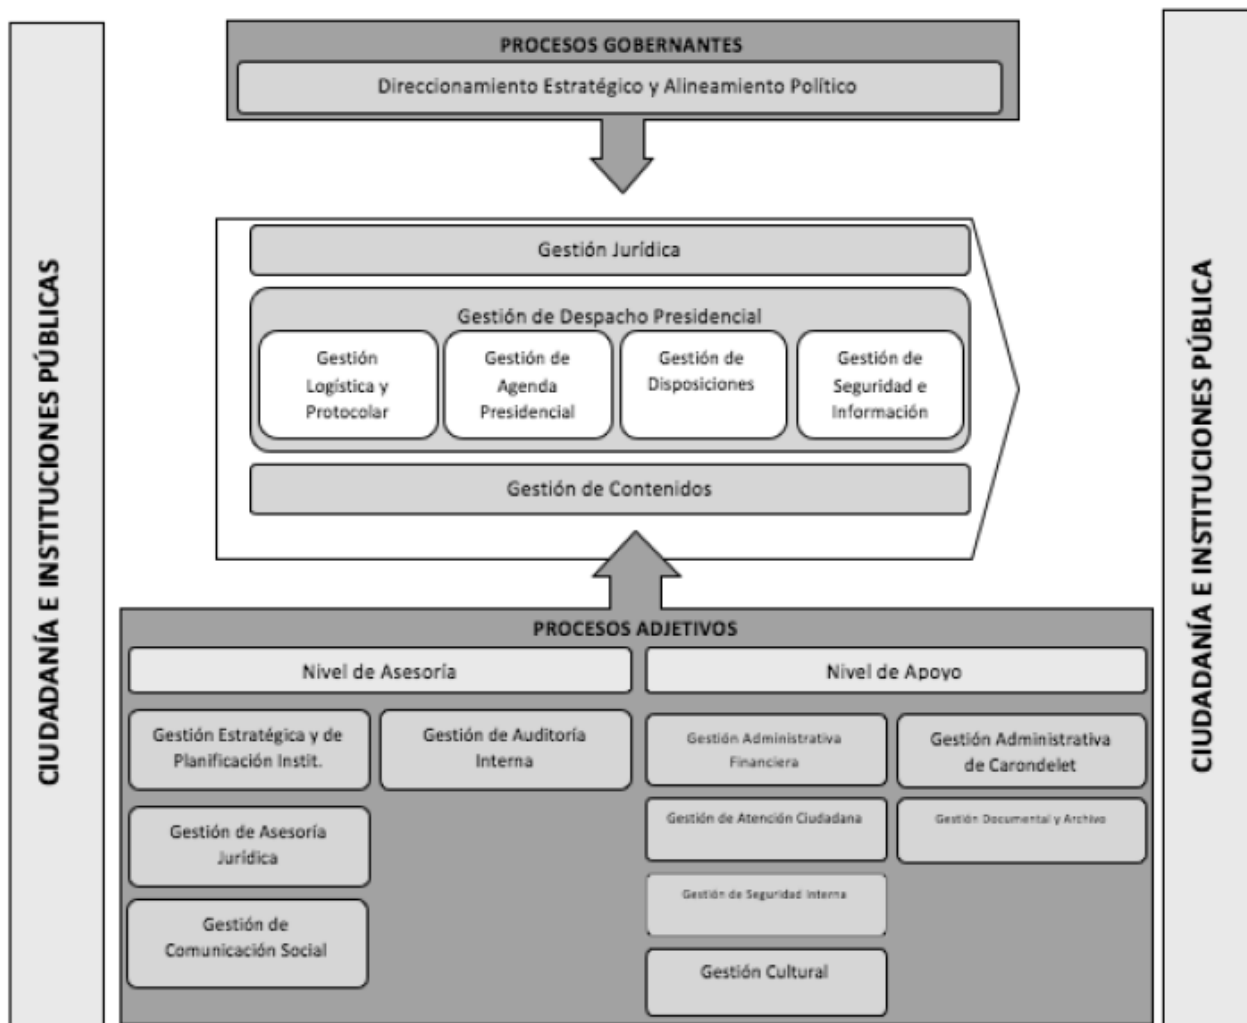 CIUDADANÍA E INSTITUCIONES PÚBLICAS
PROCESOS GOBERNANTES
Direccionamiento Estratégico y Alineamiento Político
Gestión Jurídica
Gestión de Despacho Presidencial
Gestión
Logística y
Protocolar
Gestión de
Agenda
Presidencial
Gestión de
Disposiciones
Gestión de
Seguridad e
Información
Gestión de Contenidos
PROCESOS ADJETIVOS
Nivel de Asesoría
Gestión Estratégica y de
Planificación Instit.
Gestión de Auditoría
Interna
Gestión de Asesoría
Jurídica
Gestión de
Comunicación Social
Nivel de Apoyo
Gestión Administrativa
Financiera
Gestión Administrativa
de Carondelet
Gestión de Atención Ciudadana
Gestión Documental y Archivo
Gestión de Seguridad Interna
Gestión Cultural
CIUDADANÍA E INSTITUCIONES PÚBLICA